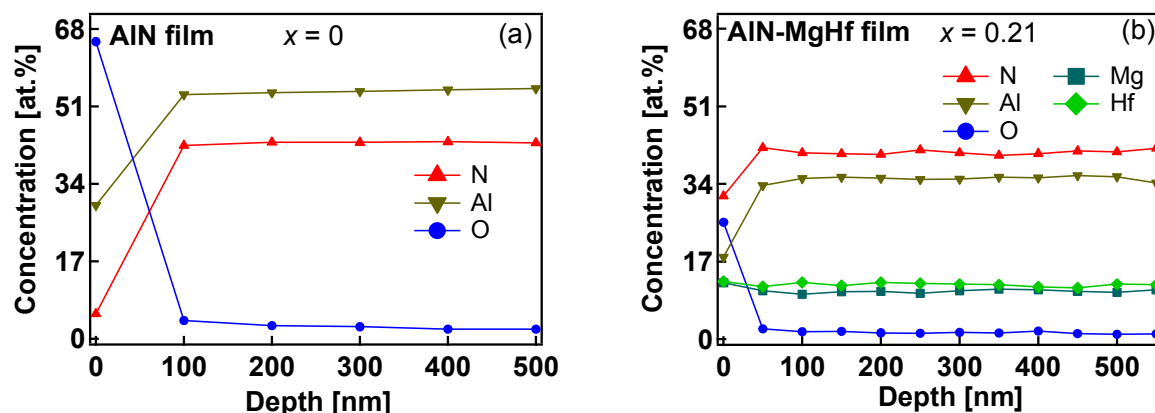 AlN film x = 0 (a)
Concentration [at.%]
68
51
34
17
0
N
Al
O
0 100 200 300 400 500
Depth [nm]
AlN-MgHf film x = 0.21 (b)
Concentration [at.%]
68
51
34
17
0
N Mg
Al Hf
O
0 100 200 300 400 500
Depth [nm]